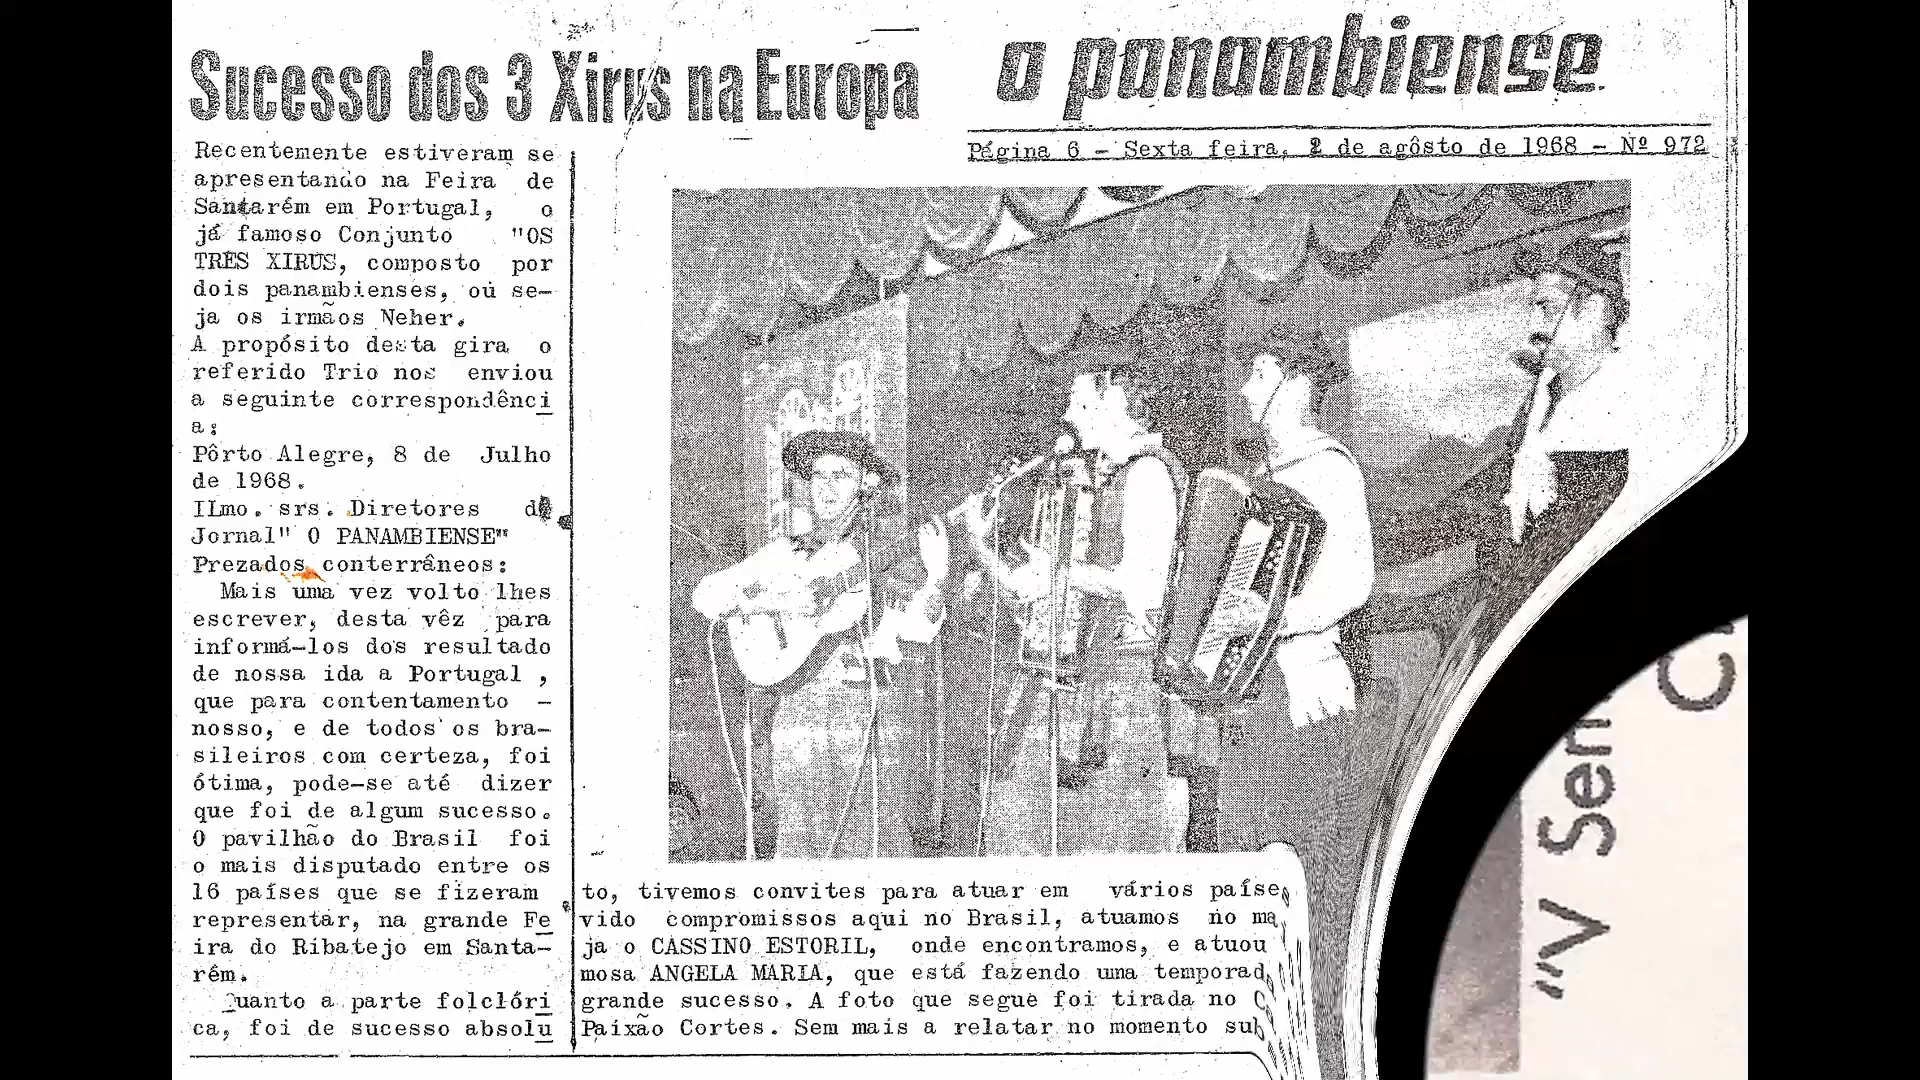 Sucesso dos 3 Xirus na Europa
o panambiense
Página 6 - Sexta feira, 2 de agôsto de 1968 - Nº 972
Recentemente estiveram se
apresentando na Feira de
Santarém em Portugal, o
já famoso Conjunto "OS
TRÊS XIRUS, composto por
dois panambienses, ou se-
ja os irmãos Neher.
A propósito desta gira o
referido Trio nos enviou
a seguinte correspondênci
a:
Pôrto Alegre, 8 de Julho
de 1968.
ILmo. srs. Diretores
Jornal" O PANAMBIENSE"
Prezados conterrâneos:
Mais uma vez volto lhes
escrever, desta vêz para
informá-los dos resultado
de nossa ida a Portugal ,
que para contentamento -
nosso, e de todos os bra-
sileiros com certeza, foi
ótima, pode-se até dizer
que foi de algum sucesso.
O pavilhão do Brasil foi
o mais disputado entre os
16 países que se fizeram
representar, na grande Fe
ira do Ribatejo em Santa-
rém.
Quanto a parte folclóri
ca, foi de sucesso absolu
to, tivemos convites para atuar em vários paíse
vido compromissos aqui no Brasil, atuamos no ma
ja o CASSINO ESTORIL, onde encontramos, e atuou
mosa ANGELA MARIA, que está fazendo uma temporad
grande sucesso. A foto que segue foi tirada no C
Paixão Cortes. Sem mais a relatar no momento sub
"V Sem